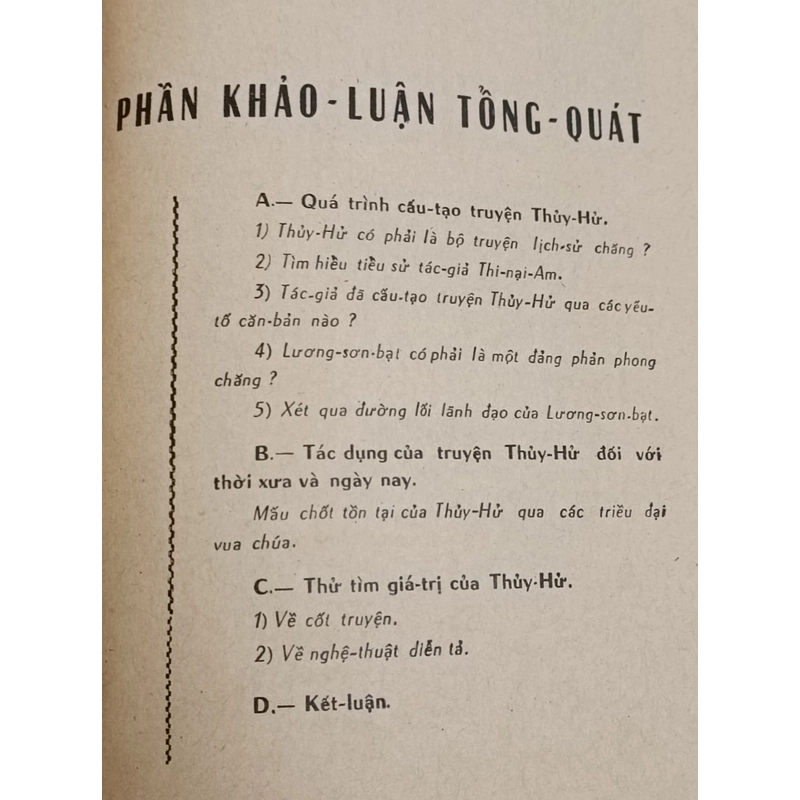 PHẦN KHẢO-LUẬN TỔNG-QUÁT
A.— Quá trình cấu-tạo truyện Thủy-Hử.
1) Thủy-Hử có phải là bộ truyện lịch-sử chăng ?
2) Tìm hiểu tiểu sử tác-giả Thi-nại-Am.
3) Tác-giả đã cấu-tạo truyện Thủy-Hử qua các yếu-
tố căn-bản nào ?
4) Lương-sơn-bạt có phải là một đảng phản phong
chăng ?
5) Xét qua đường lối lãnh đạo của Lương-sơn-bạt.
B.— Tác dụng của truyện Thủy-Hử đối với
thời xưa và ngày nay.
Mấu chốt tồn tại của Thủy-Hử qua các triều đại
vua chúa.
C.— Thử tìm giá-trị của Thủy-Hử.
1) Về cốt truyện.
2) Về nghệ-thuật diễn tả.
D.— Kết-luận.